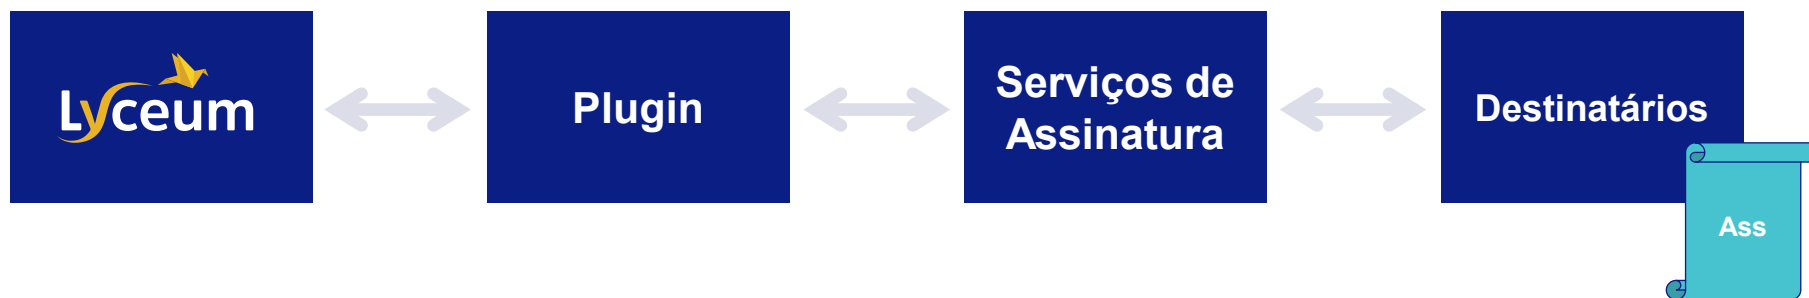 Lyceum
Plugin
Serviços de
Assinatura
Destinatários
Ass